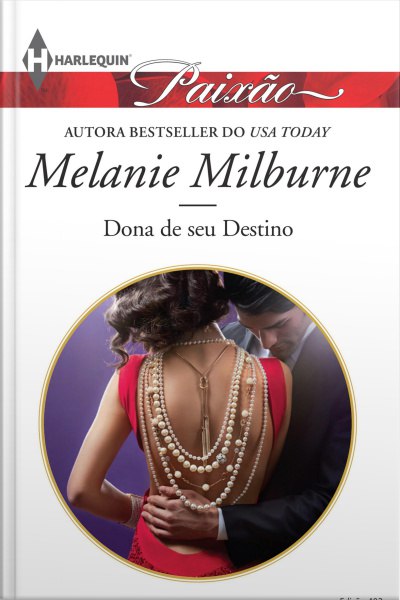 HARLEQUIN®
Paixão
AUTORA BESTSELLER DO USA TODAY
Melanie Milburne
Dona de seu Destino